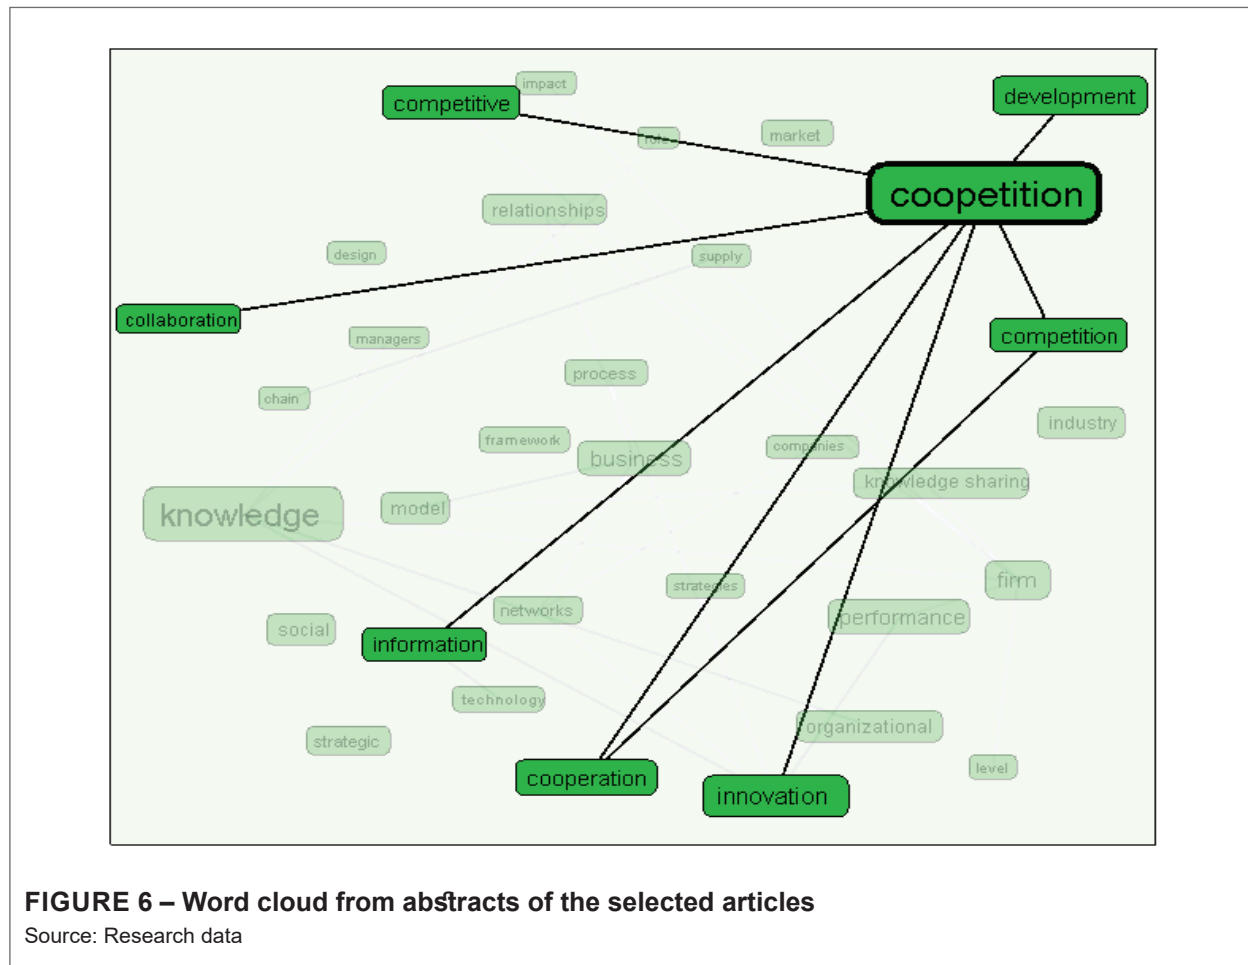 impact
competitive
development
role
market
coopetition
relationships
design
supply
collaboration
managers
competition
process
chain
industry
framework
companies
business
knowledge sharing
model
knowledge
firm
strategies
networks
performance
social
information
technology
organizational
strategic
level
cooperation
innovation
FIGURE 6 – Word cloud from abstracts of the selected articles
Source: Research data